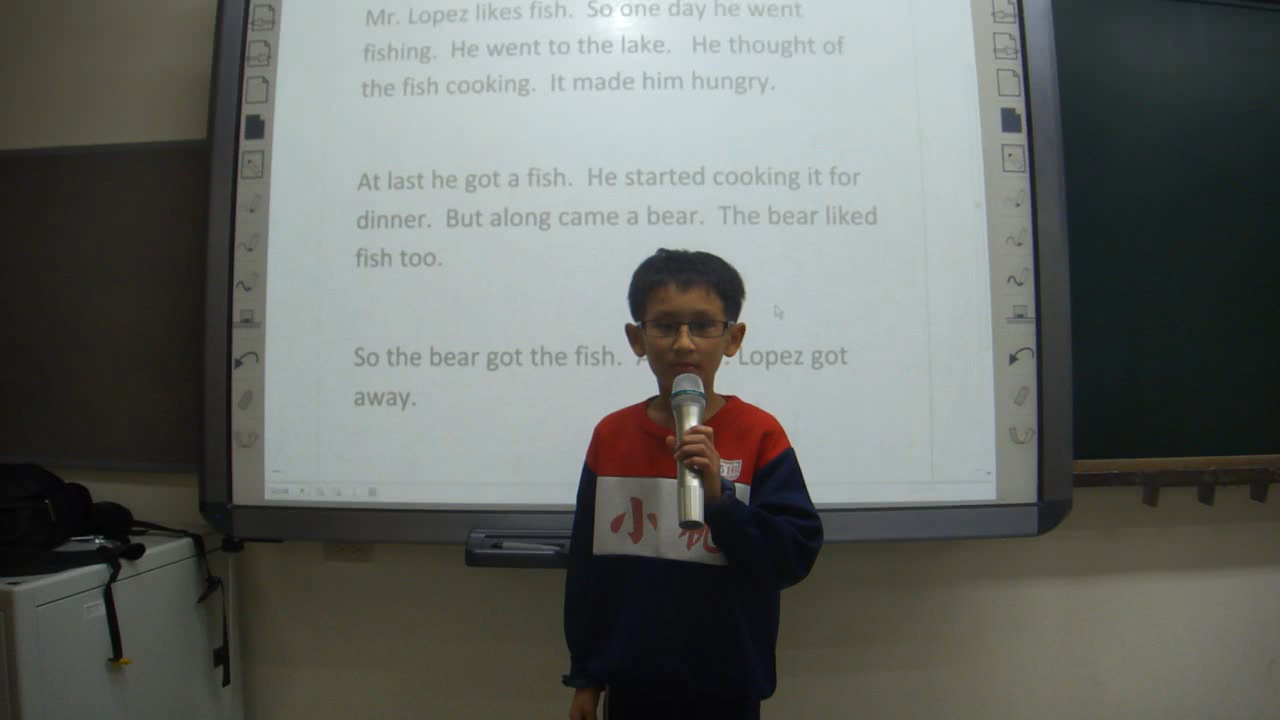 Mr. Lopez likes fish.  So one day he went
fishing.  He went to the lake.   He thought of
the fish cooking.  It made him hungry.
At last he got a fish.  He started cooking it for
dinner.  But along came a bear.  The bear liked
fish too.
So the bear got the fish. Lopez got
away.
小